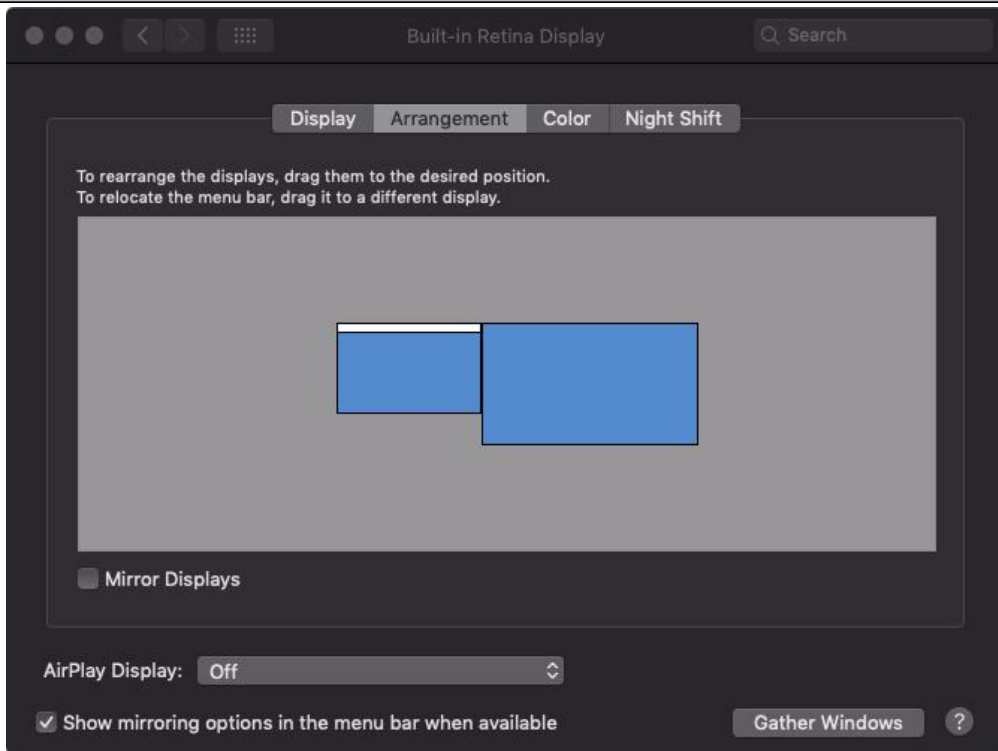 Built-in Retina Display
Search
Display Arrangement Color Night Shift
To rearrange the displays, drag them to the desired position.
To relocate the menu bar, drag it to a different display.
Mirror Displays
AirPlay Display: Off
Show mirroring options in the menu bar when available
Gather Windows ?